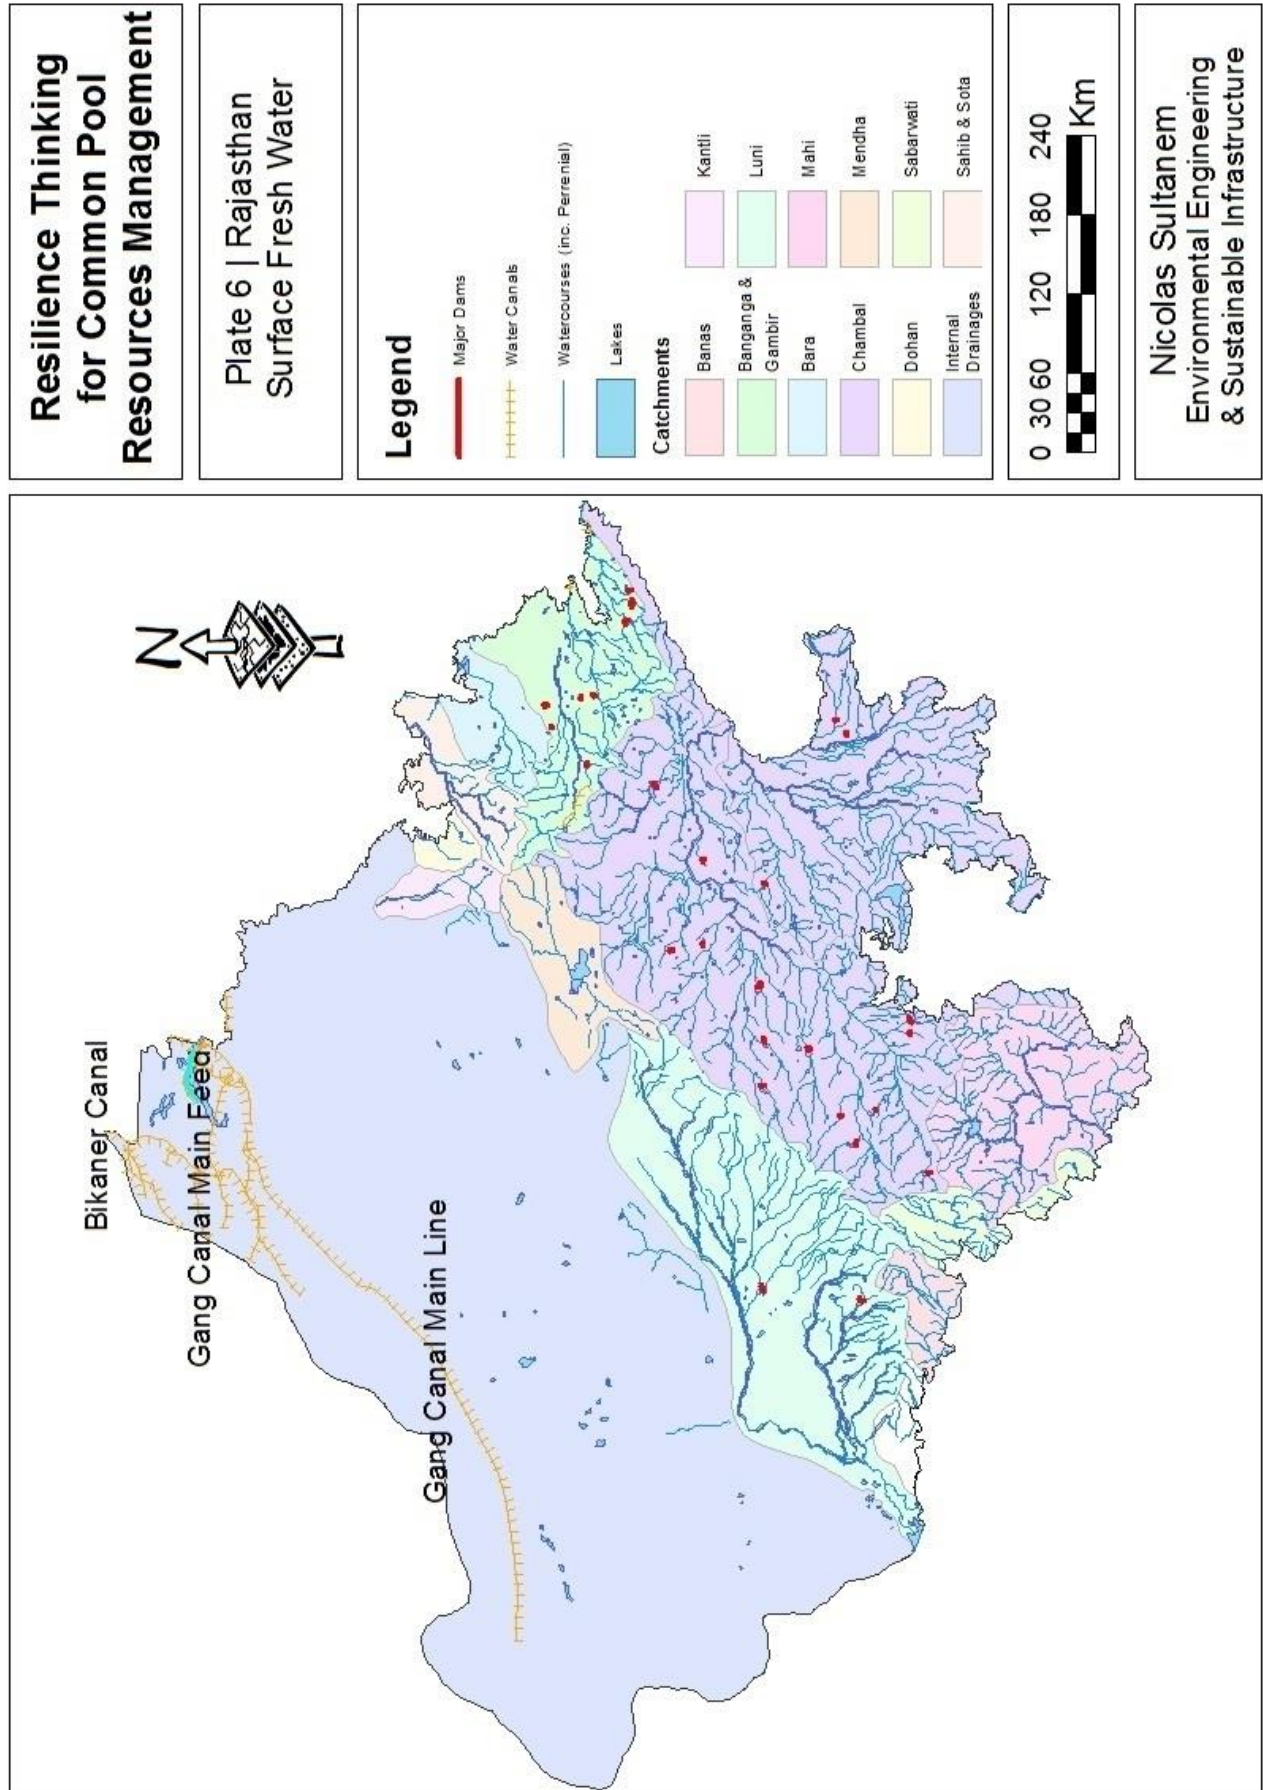 Resilience Thinking
for Common Pool
Resources Management
Plate 6 | Rajasthan
Surface Fresh Water
Legend
Major Dams
Water Canals
Watercourses (inc. Perrenial)
Lakes
Catchments
Banas
Banganga &
Gambir
Bara
Chambal
Dohan
Internal
Drainages
Kantli
Luni
Mahi
Mendha
Sabarwati
Sahib & Sota
0 30 60 120 180 240
Km
Nicolas Sultanem
Environmental Engineering
& Sustainable Infrastructure
N
Bikaner Canal
Gang Canal Main Feed
Gang Canal Main Line